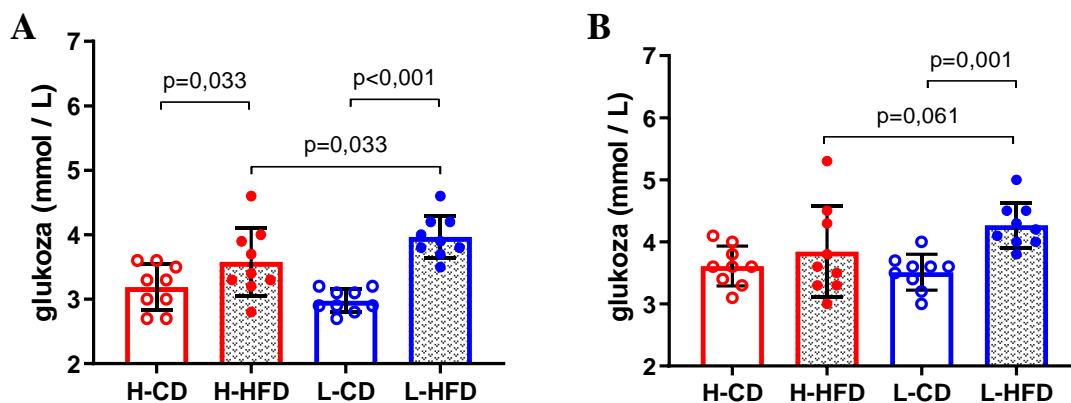 A
glukoza (mmol / L)
7
6
5
4
3
2
p=0,033
p<0,001
p=0,033
H-CD H-HFD L-CD L-HFD
B
glukoza (mmol / L)
7
6
5
4
3
2
p=0,001
p=0,061
H-CD H-HFD L-CD L-HFD